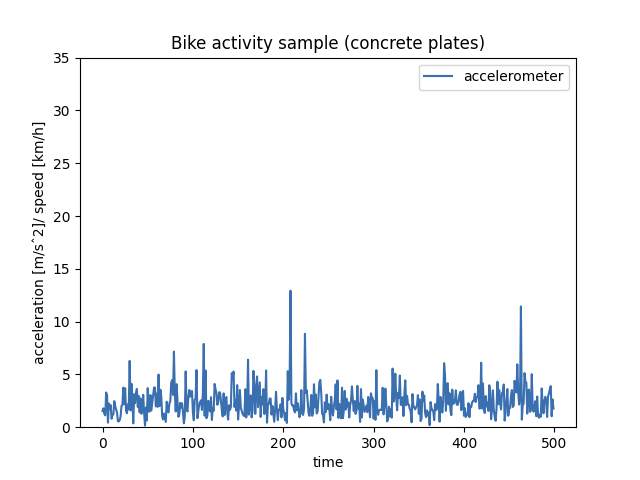 Bike activity sample (concrete plates)
accelerometer
35
30
25
20
15
10
5
0
acceleration [m/sˆ2]/ speed [km/h]
0 100 200 300 400 500
time